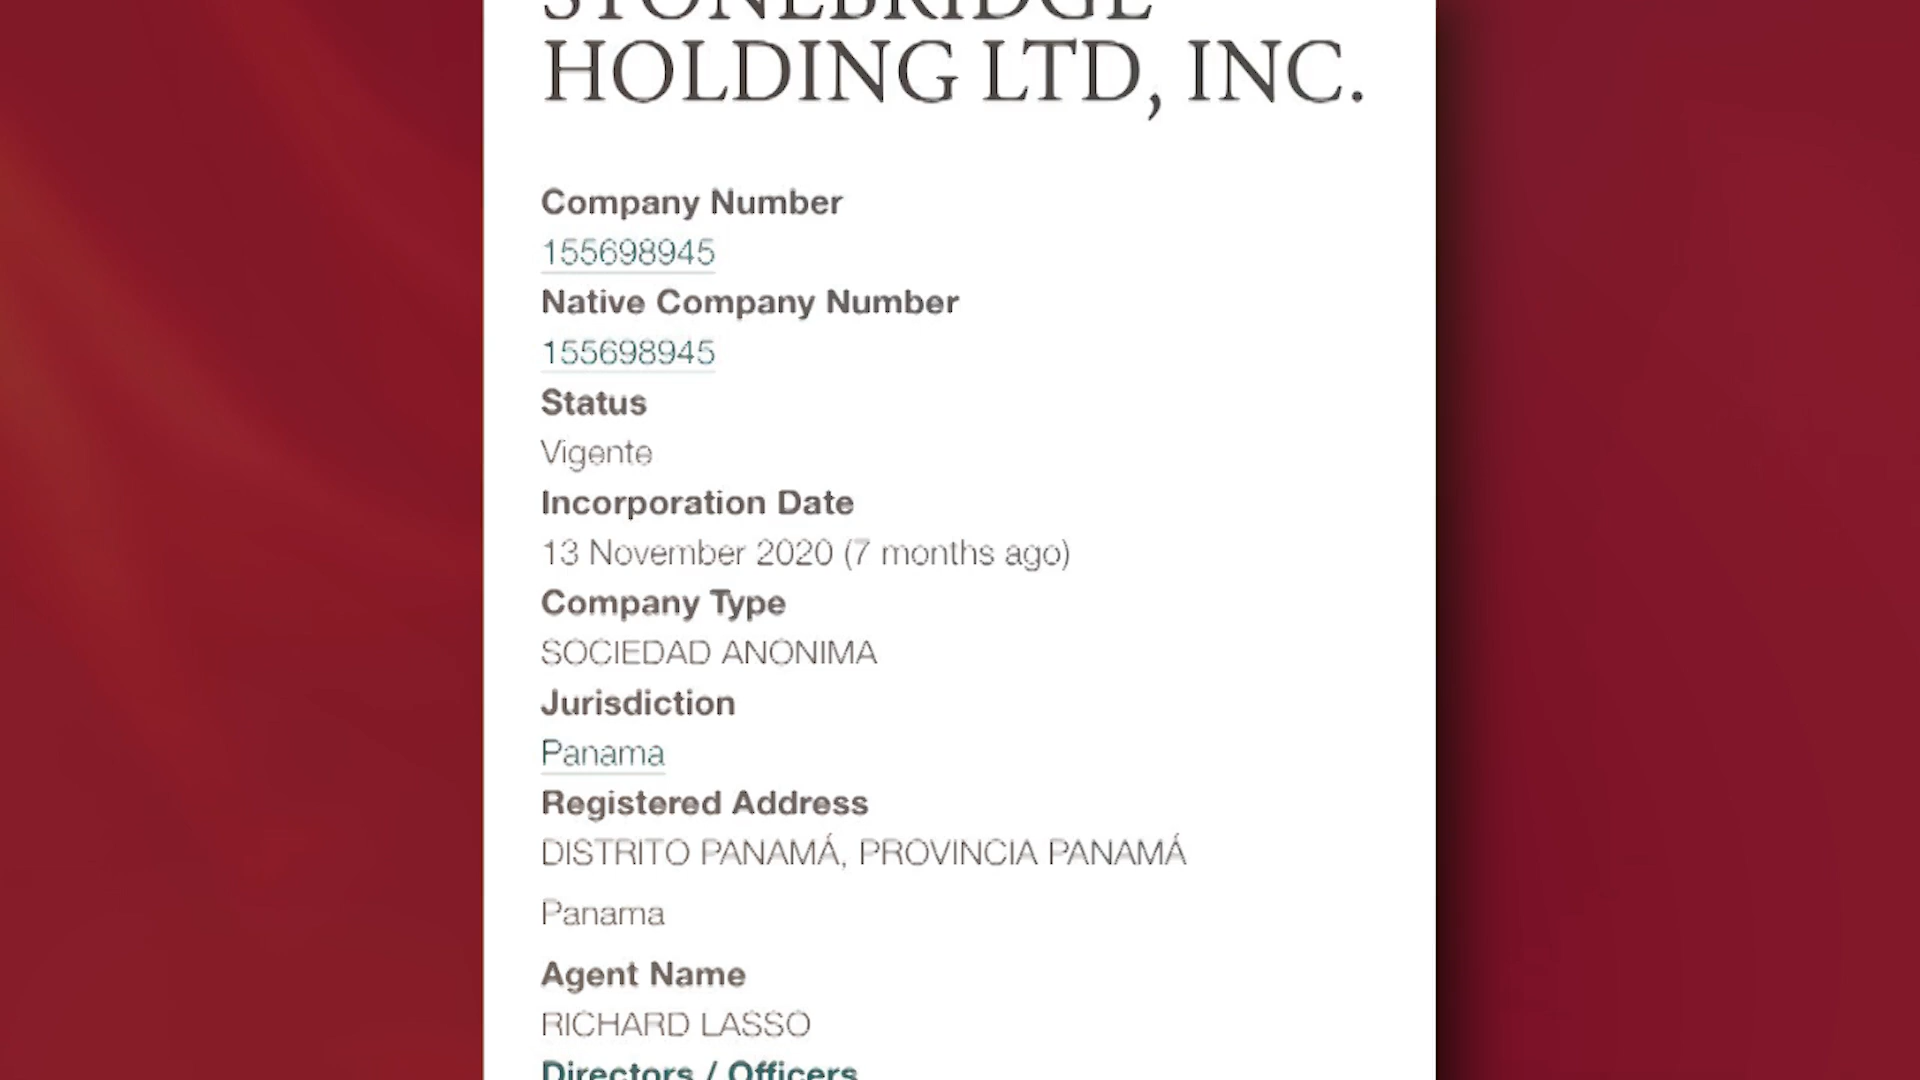 STONEBRIDGE
HOLDING LTD, INC.
Company Number
155698945
Native Company Number
155698945
Status
Vigente
Incorporation Date
13 November 2020 (7 months ago)
Company Type
SOCIEDAD ANONIMA
Jurisdiction
Panama
Registered Address
DISTRITO PANAMÁ, PROVINCIA PANAMÁ
Panama
Agent Name
RICHARD LASSO
Directors / Officers